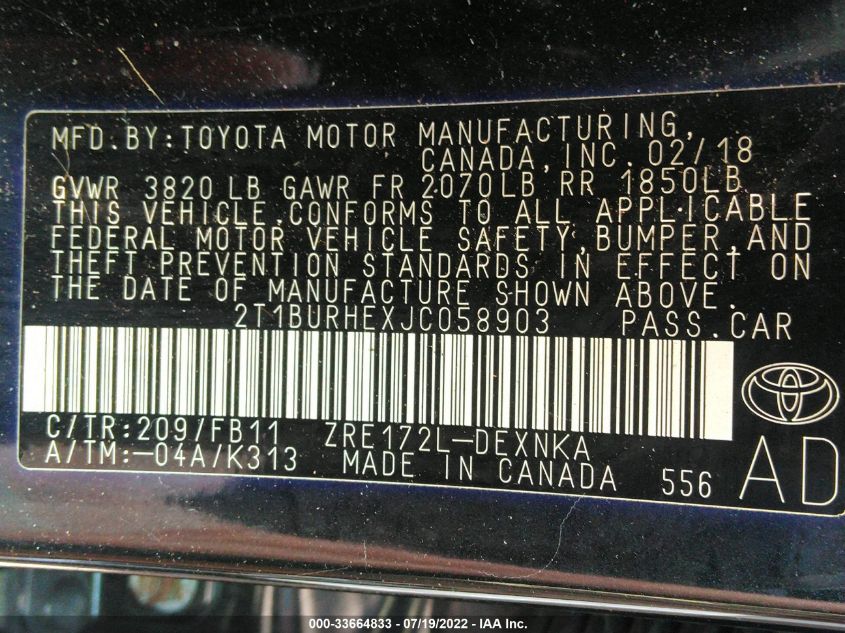 MFD.BY:TOYOTA MOTOR MANUFACTURING,
CANADA,INC. 02/18
GVWR 3820 LB GAWR FR 2070LB RR 1850LB
THIS VEHICLE CONFORMS TO ALL APPLICABLE
FEDERAL MOTOR VEHICLE SAFETY,BUMPER,AND
THEFT PREVENTION STANDARDS IN EFFECT ON
THE DATE OF MANUFACTURE SHOWN ABOVE.
2T1BURHEXJC058903 PASS.CAR
C/TR:209/FB11 ZRE172L-DEXNKA
A/TM:-04A/K313 MADE IN CANADA 556 AD
000-33664833 - 07/19/2022 - IAA Inc.